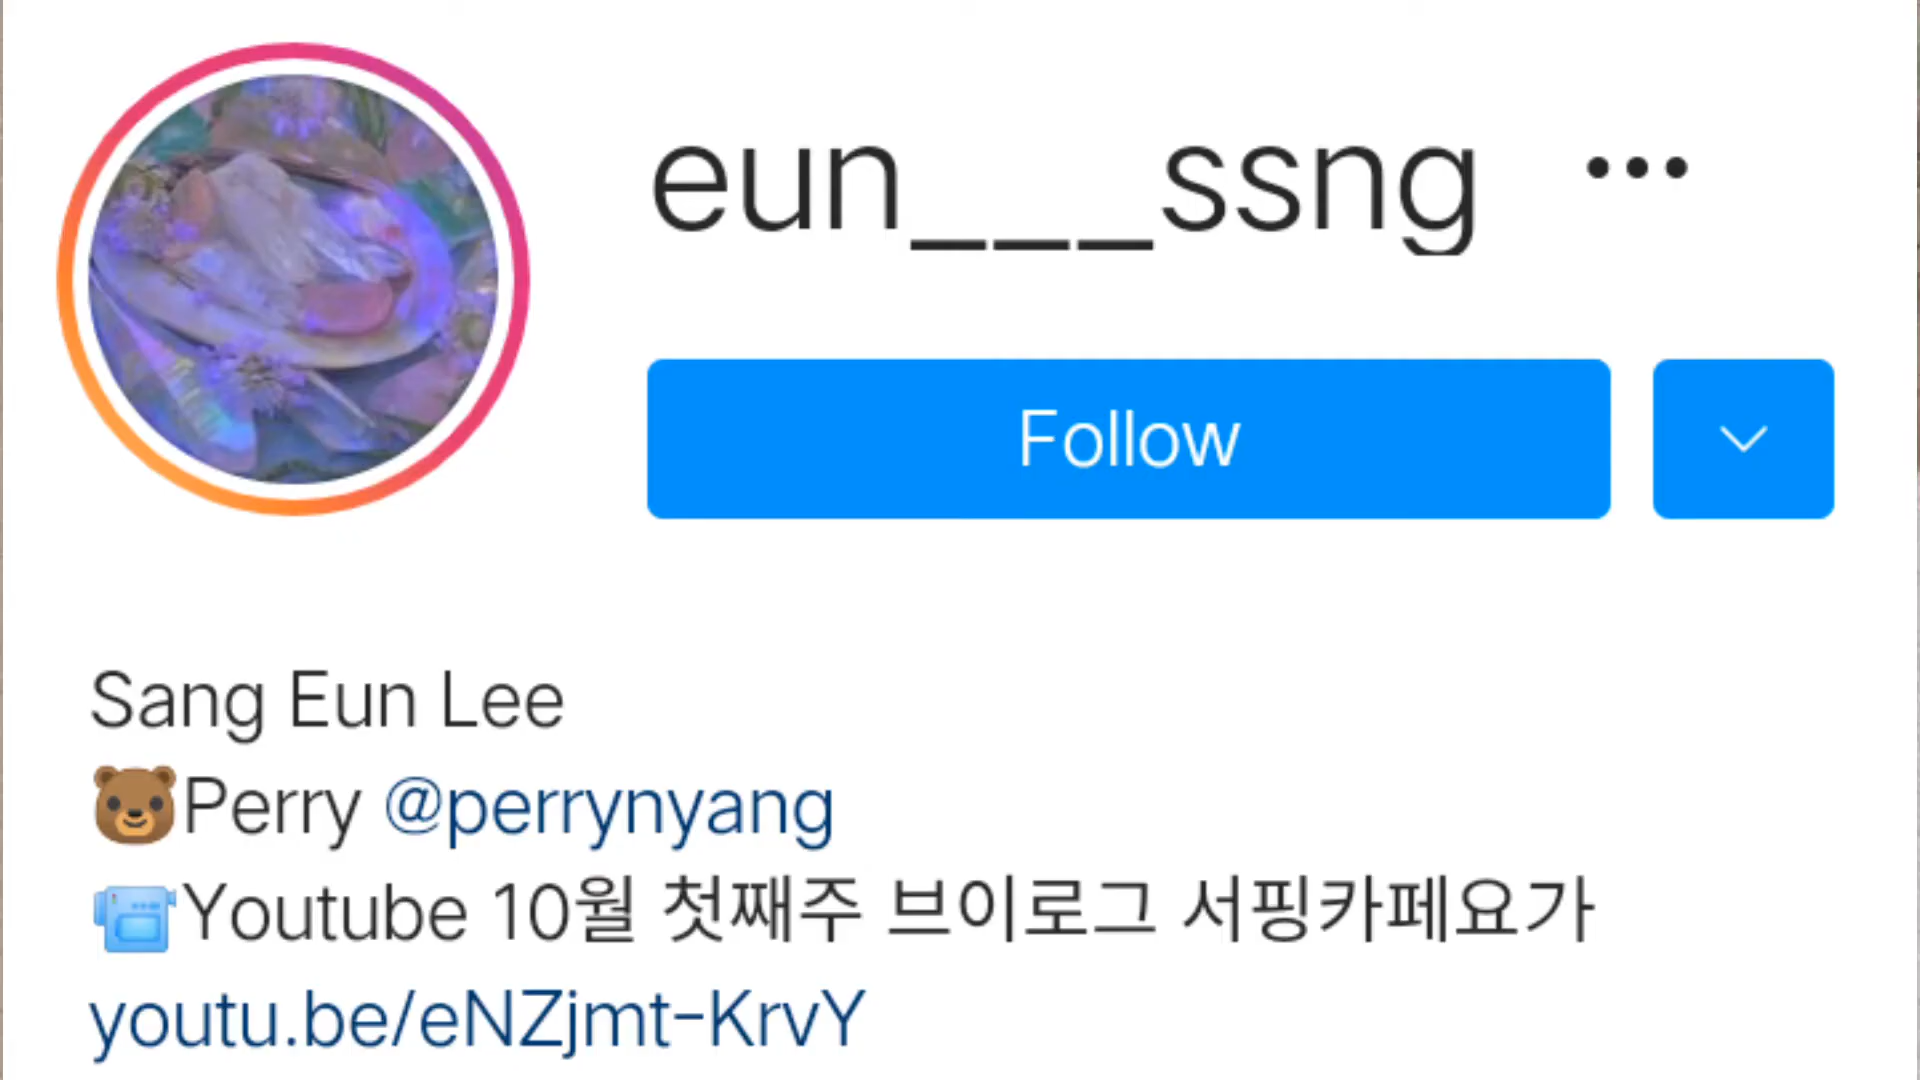 eun___ssng
Follow
Sang Eun Lee
🐻Perry @perrynyang
Youtube 10월 첫째주 브이로그 서핑카페요가
youtu.be/eNZjmt-KrvY